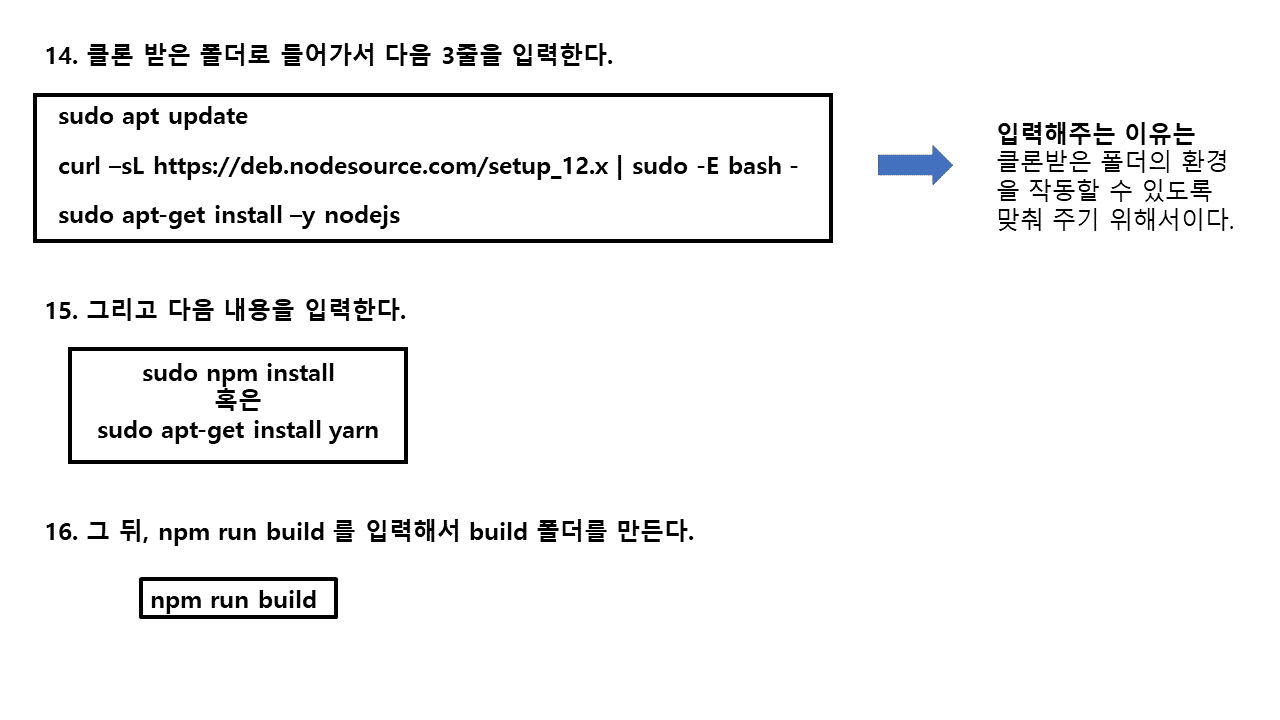 14. 클론 받은 폴더로 들어가서 다음 3줄을 입력한다.
sudo apt update
curl –sL https://deb.nodesource.com/setup_12.x | sudo -E bash -
sudo apt-get install –y nodejs
입력해주는 이유는
클론받은 폴더의 환경
을 작동할 수 있도록
맞춰 주기 위해서이다.
15. 그리고 다음 내용을 입력한다.
sudo npm install
혹은
sudo apt-get install yarn
16. 그 뒤, npm run build 를 입력해서 build 폴더를 만든다.
npm run build